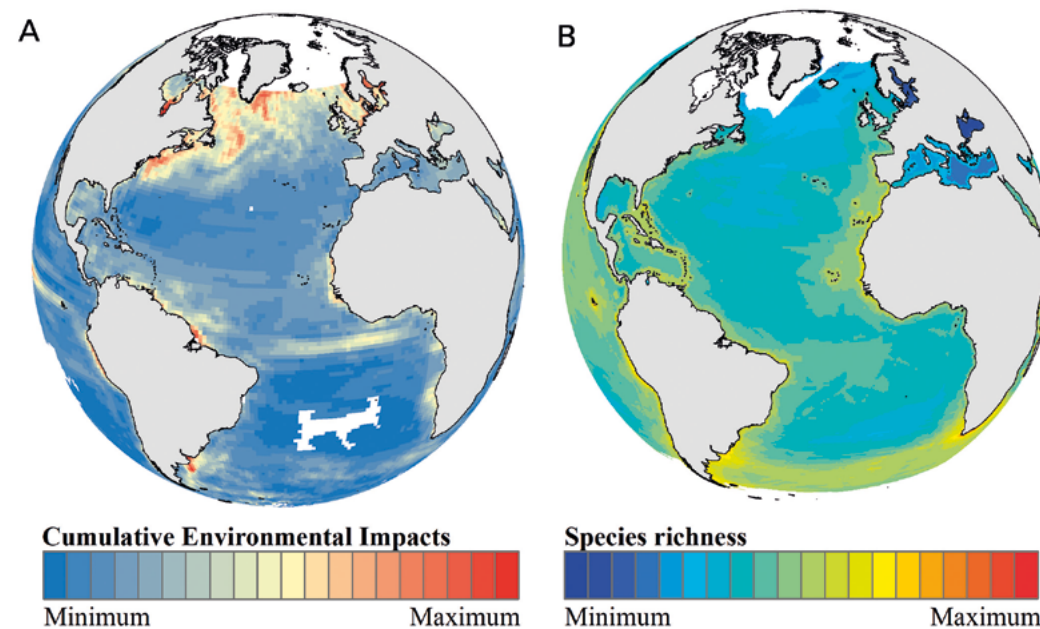 A
B
Cumulative Environmental Impacts
Minimum
Maximum
Species richness
Minimum
Maximum